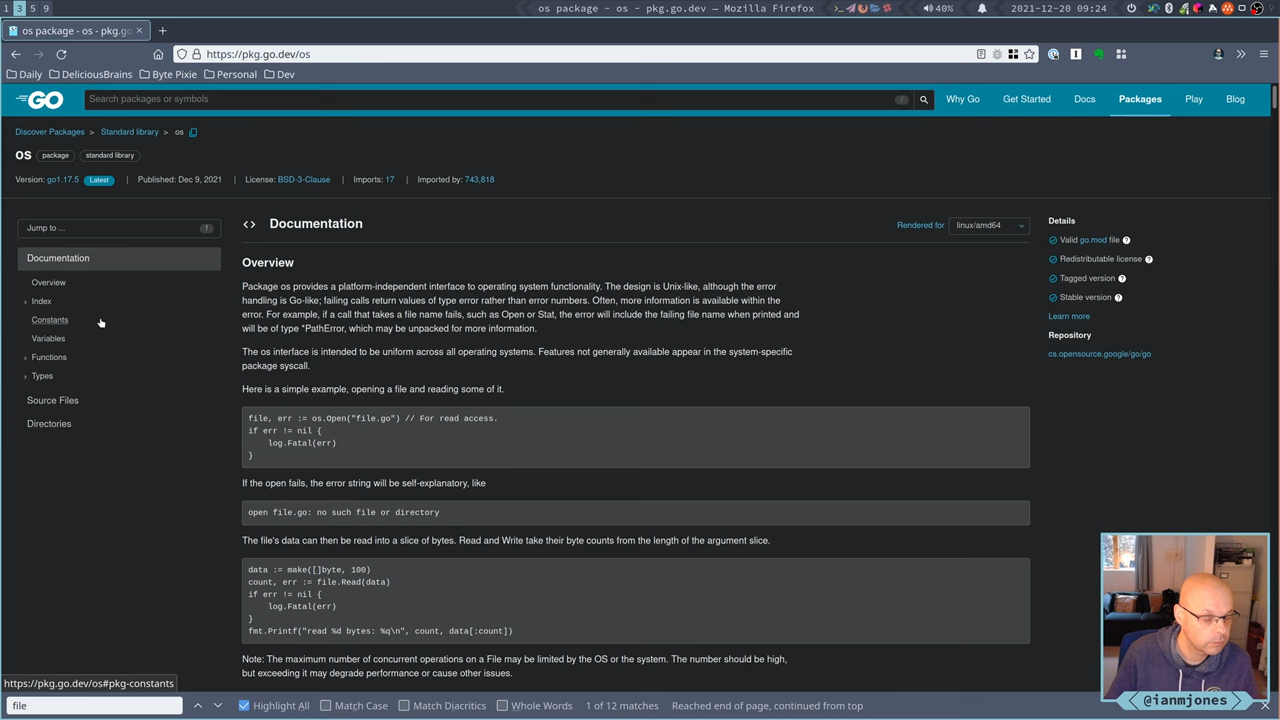 1 3 5 9
os package - os - pkg.go.dev — Mozilla Firefox
40%
2021-12-20 09:24
os package - os - pkg.go
https://pkg.go.dev/os
Daily
DeliciousBrains
Byte Pixie
Personal
Dev
GO
Search packages or symbols
/
Why Go
Get Started
Docs
Packages
Play
Blog
Discover Packages > Standard library > os
os
package
standard library
Version: go1.17.5 Latest | Published: Dec 9, 2021 | License: BSD-3-Clause | Imports: 17 | Imported by: 743,818
Jump to ...
f
Documentation
Overview
Index
Constants
Variables
Functions
Types
Source Files
Directories
<> Documentation
Rendered for linux/amd64
Overview
Package os provides a platform-independent interface to operating system functionality. The design is Unix-like, although the error
handling is Go-like; failing calls return values of type error rather than error numbers. Often, more information is available within the
error. For example, if a call that takes a file name fails, such as Open or Stat, the error will include the failing file name when printed and
will be of type *PathError, which may be unpacked for more information.
The os interface is intended to be uniform across all operating systems. Features not generally available appear in the system-specific
package syscall.
Here is a simple example, opening a file and reading some of it.
file, err := os.Open("file.go") // For read access.
if err != nil {
log.Fatal(err)
}
If the open fails, the error string will be self-explanatory, like
open file.go: no such file or directory
The file's data can then be read into a slice of bytes. Read and Write take their byte counts from the length of the argument slice.
data := make([]byte, 100)
count, err := file.Read(data)
if err != nil {
log.Fatal(err)
}
fmt.Printf("read %d bytes: %q\n", count, data[:count])
Note: The maximum number of concurrent operations on a File may be limited by the OS or the system. The number should be high,
but exceeding it may degrade performance or cause other issues.
Details
Valid go.mod file ?
Redistributable license ?
Tagged version ?
Stable version ?
Learn more
Repository
cs.opensource.google/go/go
@ianmjones
https://pkg.go.dev/os#pkg-constants
file
Highlight All
Match Case
Match Diacritics
Whole Words
1 of 12 matches
Reached end of page, continued from top